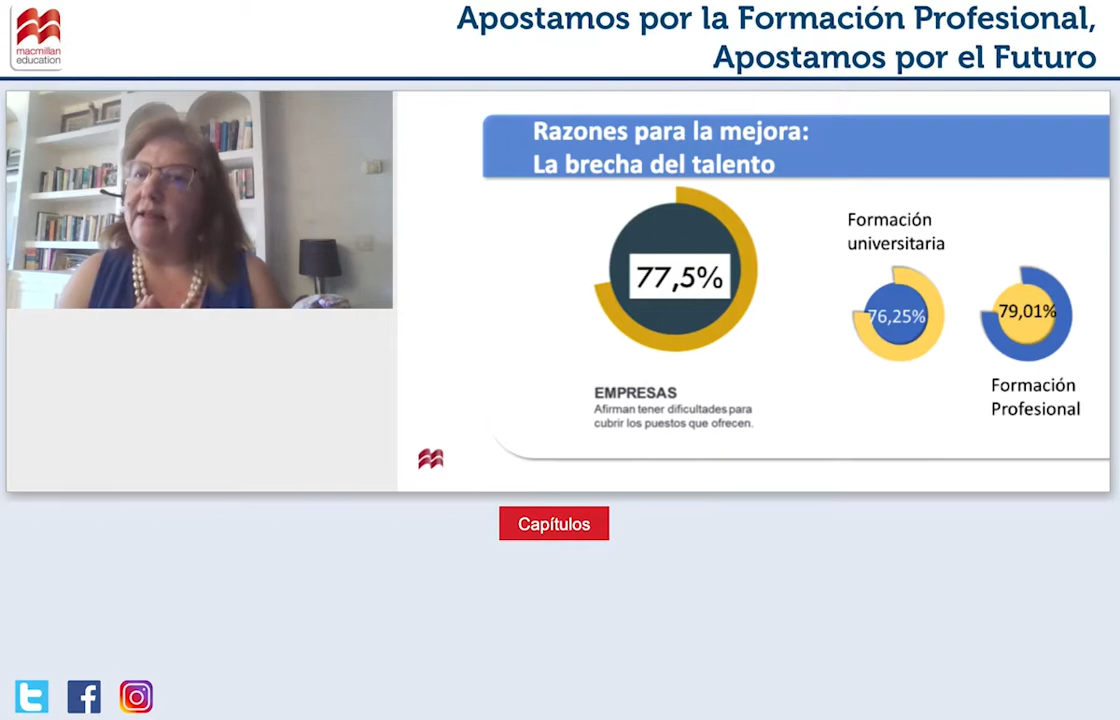 macmillan
education
Apostamos por la Formación Profesional,
Apostamos por el Futuro
Razones para la mejora:
La brecha del talento
77,5%
EMPRESAS
Afirman tener dificultades para
cubrir los puestos que ofrecen.
Formación
universitaria
76,25%
79,01%
Formación
Profesional
Capítulos